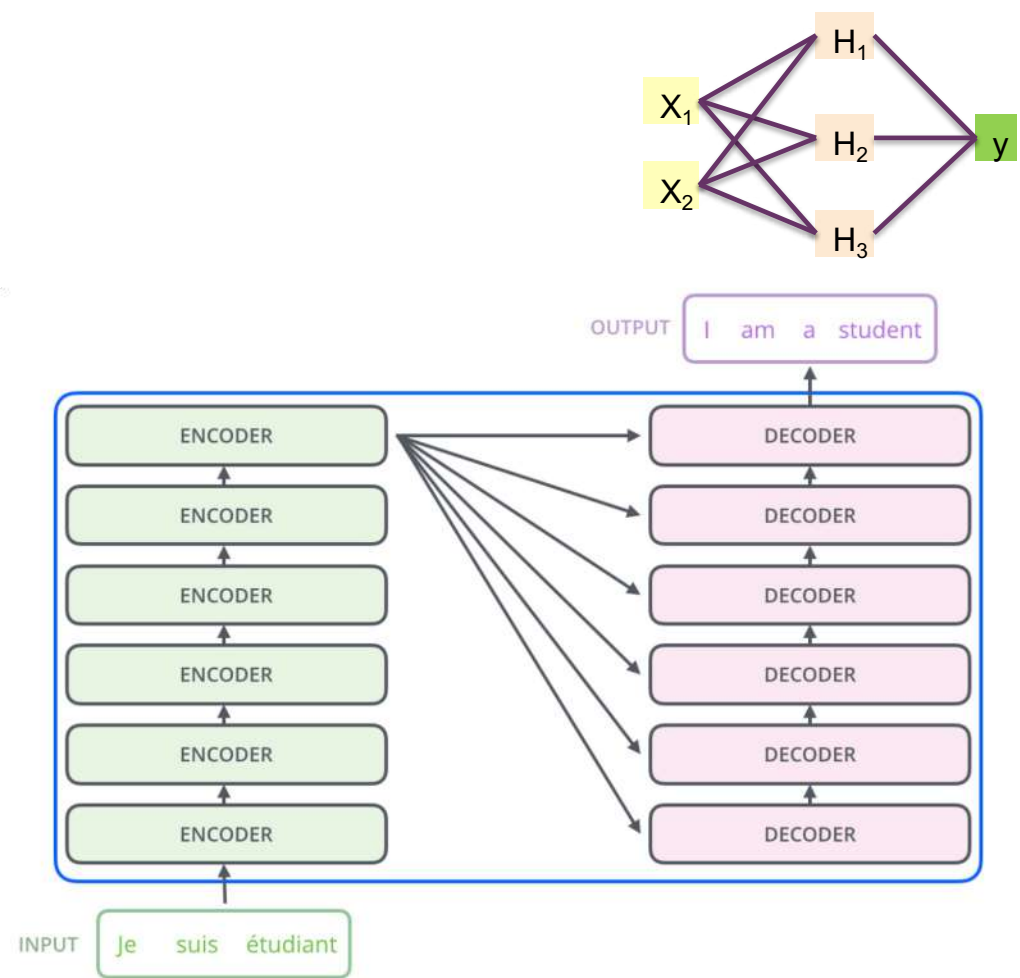 H₁
X₁
H₂
y
X₂
H₃
OUTPUT I am a student
ENCODER DECODER
ENCODER DECODER
ENCODER DECODER
ENCODER DECODER
ENCODER DECODER
ENCODER DECODER
INPUT Je suis étudiant